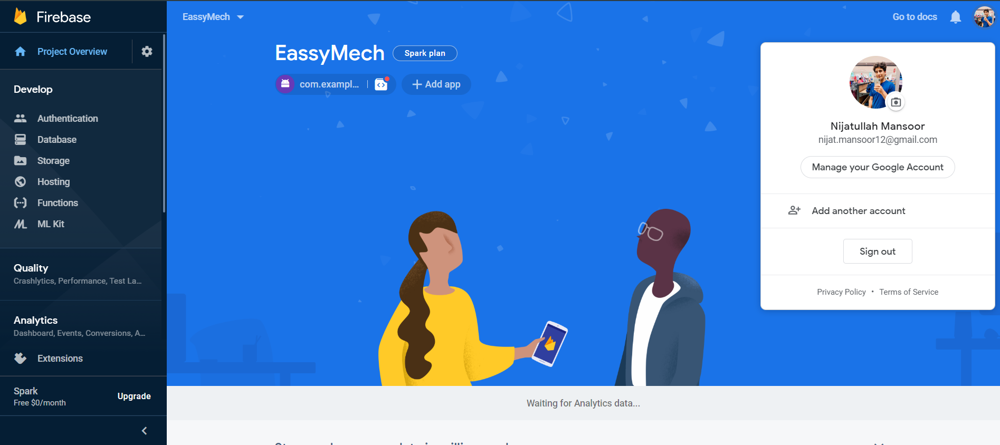 Firebase
Project Overview
Develop
Authentication
Database
Storage
Hosting
Functions
ML Kit
Quality
Crashlytics, Performance, Test La...
Analytics
Dashboard, Events, Conversions, A...
Extensions
Spark
Free $0/month
Upgrade
EassyMech
Go to docs
EassyMech
Spark plan
com.exampl...
Add app
Nijatullah Mansoor
nijat.mansoor12@gmail.com
Manage your Google Account
Add another account
Sign out
Privacy Policy • Terms of Service
Waiting for Analytics data...